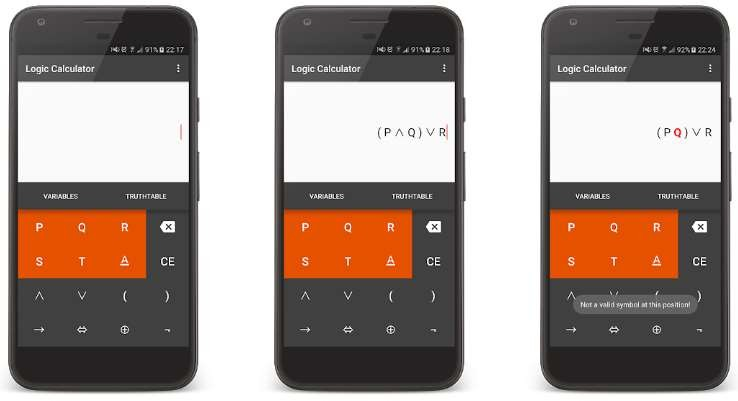 91% 22:17
Logic Calculator
VARIABLES TRUTHTABLE
P Q R
S T A CE
∧ ∨ ( )
→ ⇔ ⊕ ¬
91% 22:18
Logic Calculator
(P∧Q)∨R
VARIABLES TRUTHTABLE
P Q R
S T A CE
∧ ∨ ( )
→ ⇔ ⊕ ¬
92% 22:24
Logic Calculator
(PQ)∨R
VARIABLES TRUTHTABLE
P Q R
S T A CE
∧ ∨ ( )
Not a valid symbol at this position!
→ ⇔ ⊕ ¬